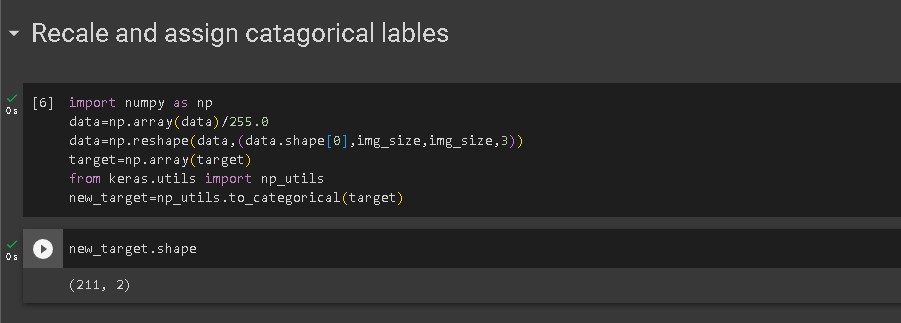 Recale and assign catagorical lables
[6] import numpy as np
data=np.array(data)/255.0
data=np.reshape(data,(data.shape[0],img_size,img_size,3))
target=np.array(target)
from keras.utils import np_utils
new_target=np_utils.to_categorical(target)
0s
new_target.shape
0s
(211, 2)